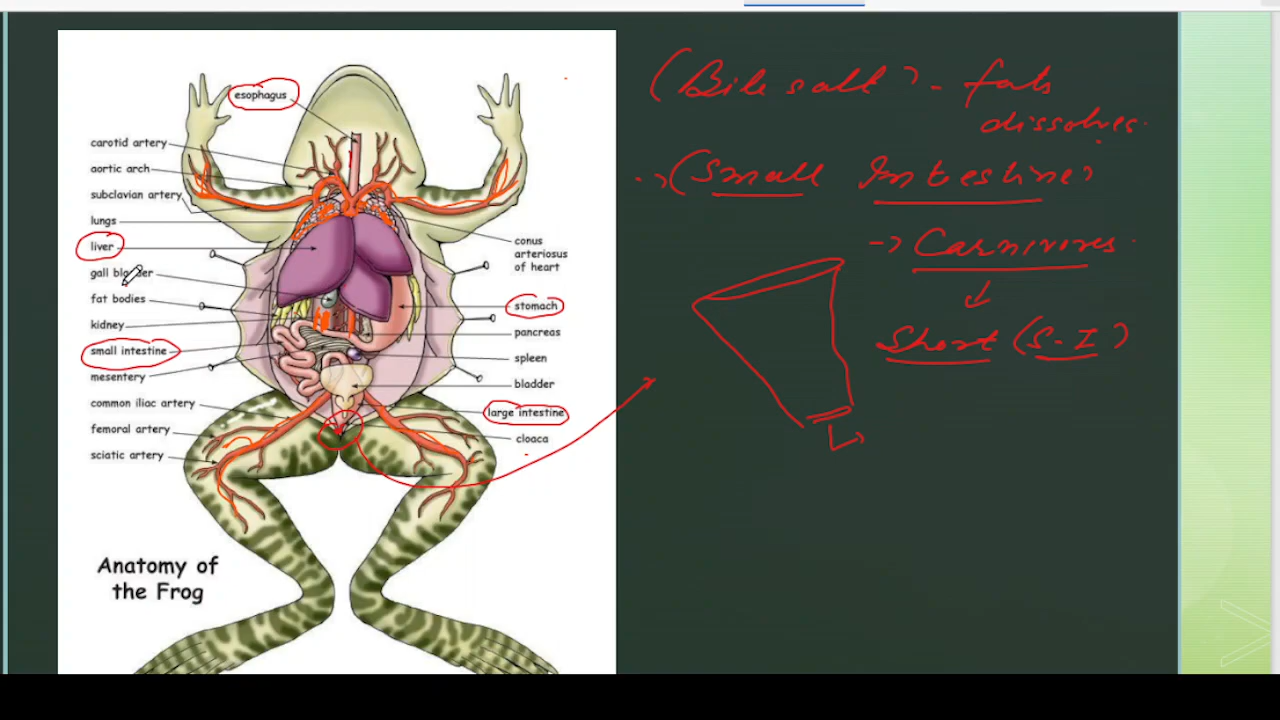 esophagus
carotid artery
aortic arch
subclavian artery
lungs
liver
gall bladder
fat bodies
kidney
small intestine
mesentery
common iliac artery
femoral artery
sciatic artery
conus
arteriosus
of heart
stomach
pancreas
spleen
bladder
large intestine
cloaca
Anatomy of
the Frog
(Bile salt) - fats
dissolves.
(Small Intestine)
→ Carnivores.
Short (S-I)